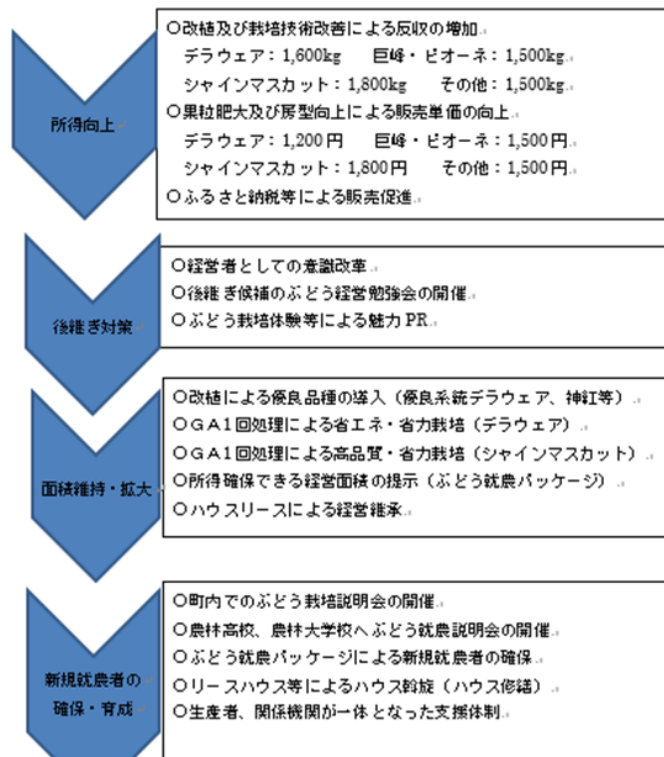 所得向上
○改植及び栽培技術改善による反収の増加
デラウェア：1,600kg　巨峰・ピオーネ：1,500kg
シャインマスカット：1,800kg　その他：1,500kg
○果粒肥大及び房型向上による販売単価の向上
デラウェア：1,200円　巨峰・ピオーネ：1,500円
シャインマスカット：1,800円　その他：1,500円
○ふるさと納税等による販売促進
後継ぎ対策
○経営者としての意識改革
○後継ぎ候補のぶどう経営勉強会の開催
○ぶどう栽培体験等による魅力PR
面積維持・拡大
○改植による優良品種の導入（優良系統デラウェア、神紅等）
○GA1回処理による省エネ・省力栽培（デラウェア）
○GA1回処理による高品質・省力栽培（シャインマスカット）
○所得確保できる経営面積の提示（ぶどう就農パッケージ）
○ハウスリースによる経営継承
新規就農者の
確保・育成
○町内でのぶどう栽培説明会の開催
○農林高校、農林大学校へぶどう就農説明会の開催
○ぶどう就農パッケージによる新規就農者の確保
○リースハウス等によるハウス斡旋（ハウス修繕）
○生産者、関係機関が一体となった支援体制